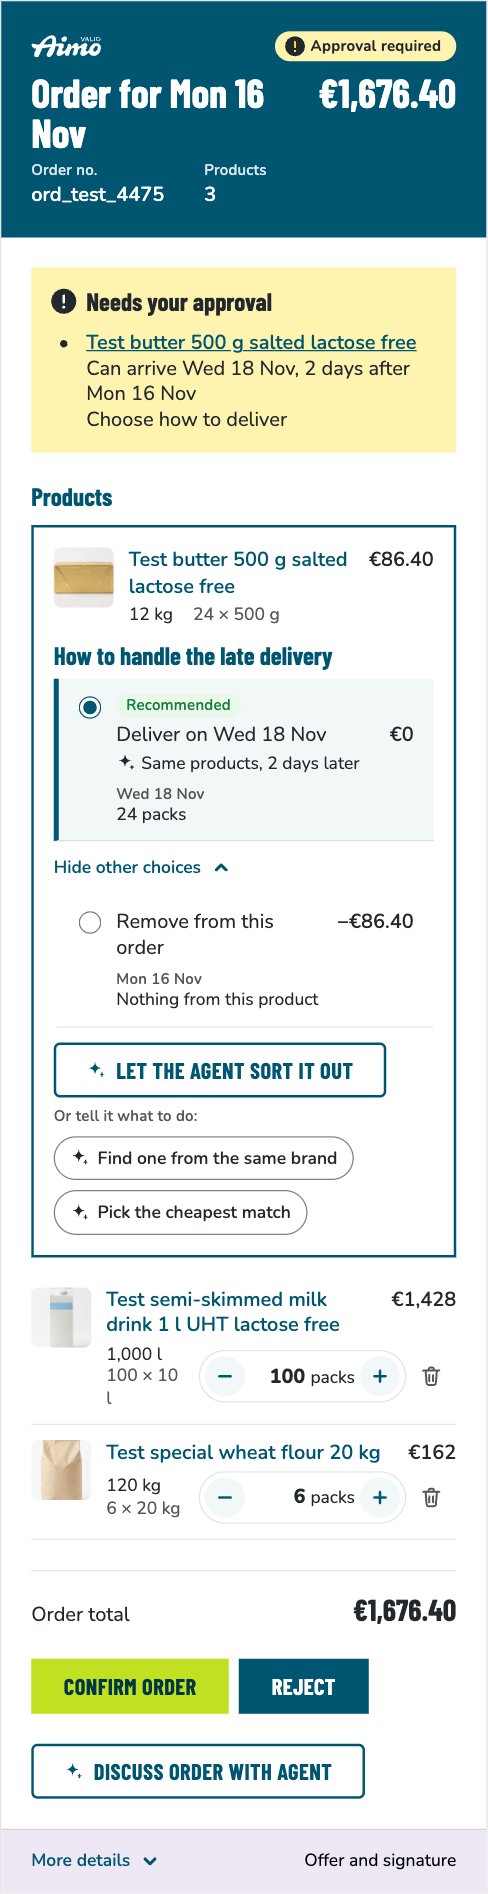 Aimo VALIO
Approval required
Order for Mon 16
Nov
€1,676.40
Order no.
ord_test_4475
Products
3
Needs your approval
• Test butter 500 g salted lactose free
Can arrive Wed 18 Nov, 2 days after
Mon 16 Nov
Choose how to deliver
Products
Test butter 500 g salted
lactose free
€86.40
12 kg 24 × 500 g
How to handle the late delivery
Recommended
Deliver on Wed 18 Nov €0
Same products, 2 days later
Wed 18 Nov
24 packs
Hide other choices
Remove from this
order
–€86.40
Mon 16 Nov
Nothing from this product
LET THE AGENT SORT IT OUT
Or tell it what to do:
Find one from the same brand
Pick the cheapest match
Test semi-skimmed milk
drink 1 l UHT lactose free
€1,428
1,000 l
100 × 10
l
− 100 packs +
Test special wheat flour 20 kg €162
120 kg
6 × 20 kg
− 6 packs +
Order total €1,676.40
CONFIRM ORDER
REJECT
DISCUSS ORDER WITH AGENT
More details
Offer and signature